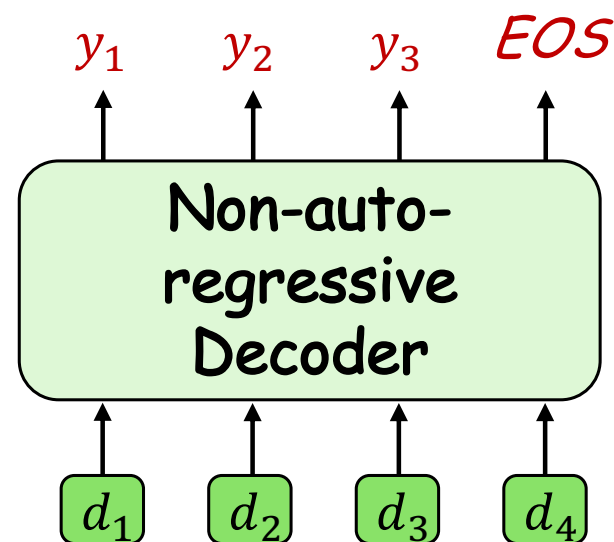 y₁ y₂ y₃ EOS
Non-auto-
regressive
Decoder
d₁ d₂ d₃ d₄